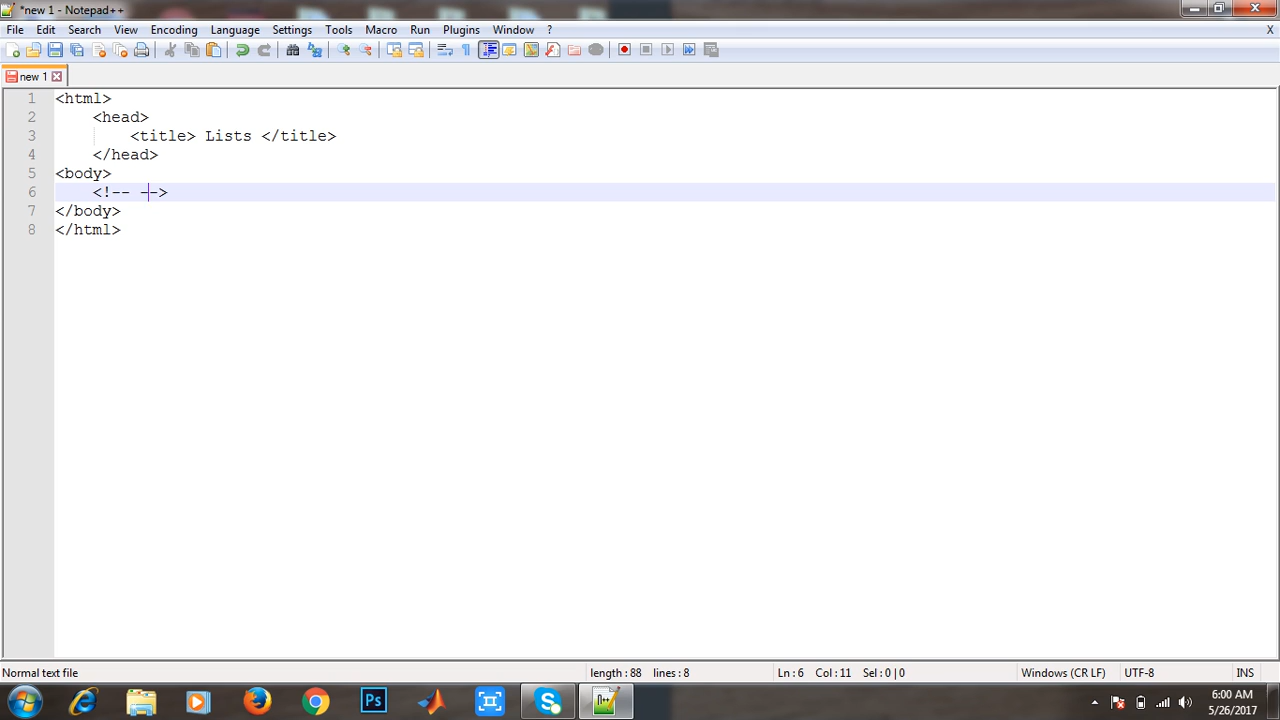 *new 1 - Notepad++
File Edit Search View Encoding Language Settings Tools Macro Run Plugins Window ? X
new 1
1 <html>
2 <head>
3 <title> Lists </title>
4 </head>
5 <body>
6 <!-- -->
7 </body>
8 </html>
Normal text file length : 88 lines : 8 Ln : 6 Col : 11 Sel : 0 | 0 Windows (CR LF) UTF-8 INS
Ps
6:00 AM
5/26/2017